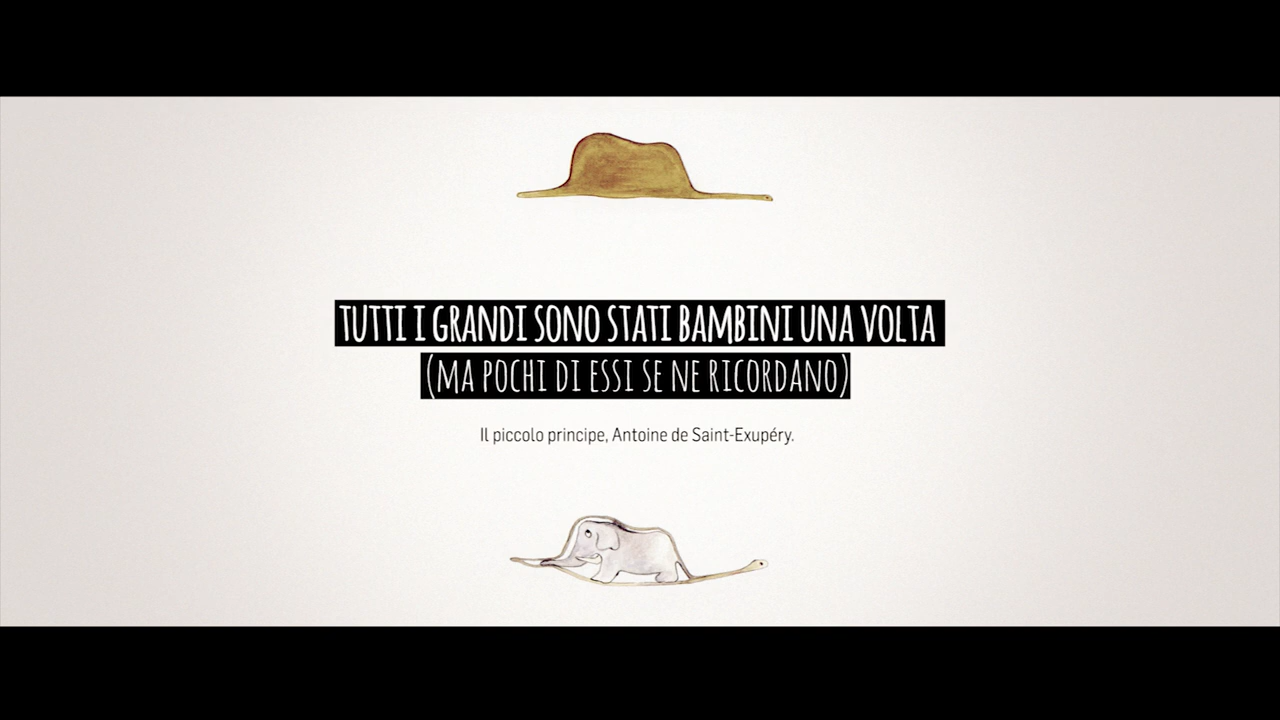 TUTTI I GRANDI SONO STATI BAMBINI UNA VOLTA
(MA POCHI DI ESSI SE NE RICORDANO)
Il piccolo principe, Antoine de Saint-Exupéry.